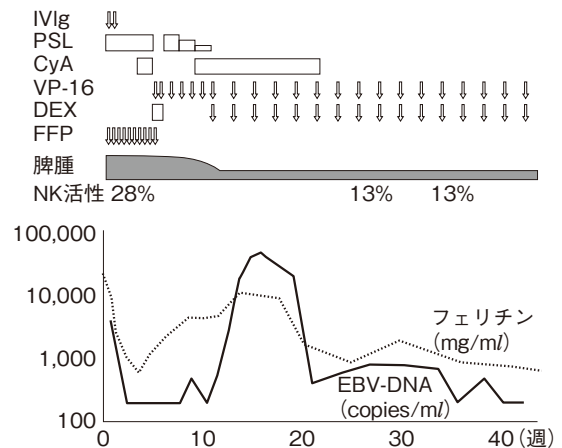 IVIg
PSL
CyA
VP-16
DEX
FFP
脾腫
NK活性 28% 13% 13%
100,000
10,000
1,000
100
フェリチン
(mg/ml)
EBV-DNA
(copies/ml)
0 10 20 30 40 (週)